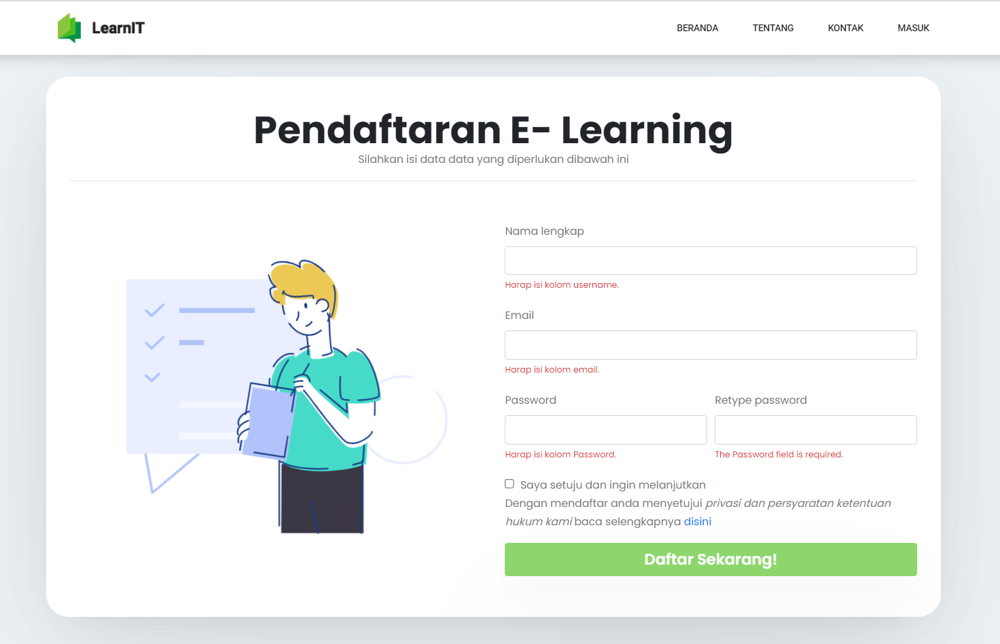 LearnIT
BERANDA TENTANG KONTAK MASUK
Pendaftaran E- Learning
Silahkan isi data data yang diperlukan dibawah ini
Nama lengkap
Harap isi kolom username.
Email
Harap isi kolom email.
Password Retype password
Harap isi kolom Password. The Password field is required.
Saya setuju dan ingin melanjutkan
Dengan mendaftar anda menyetujui privasi dan persyaratan ketentuan
hukum kami baca selengkapnya disini
Daftar Sekarang!